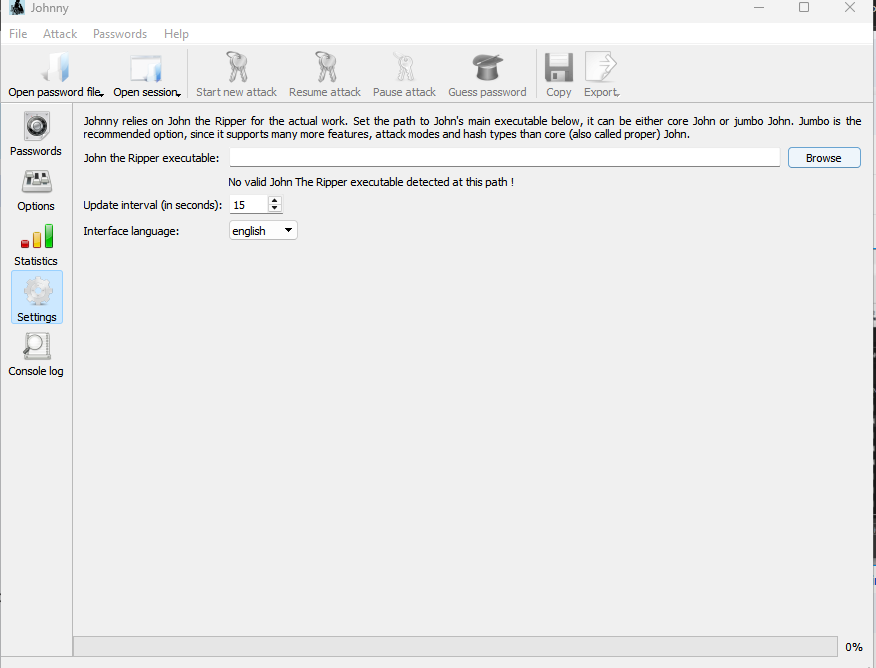 Johnny
File Attack Passwords Help
Open password file Open session Start new attack Resume attack Pause attack Guess password Copy Export
Passwords
Options
Statistics
Settings
Console log
Johnny relies on John the Ripper for the actual work. Set the path to John's main executable below, it can be either core John or jumbo John. Jumbo is the
recommended option, since it supports many more features, attack modes and hash types than core (also called proper) John.
John the Ripper executable: Browse
No valid John The Ripper executable detected at this path !
Update interval (in seconds): 15
Interface language: english
0%